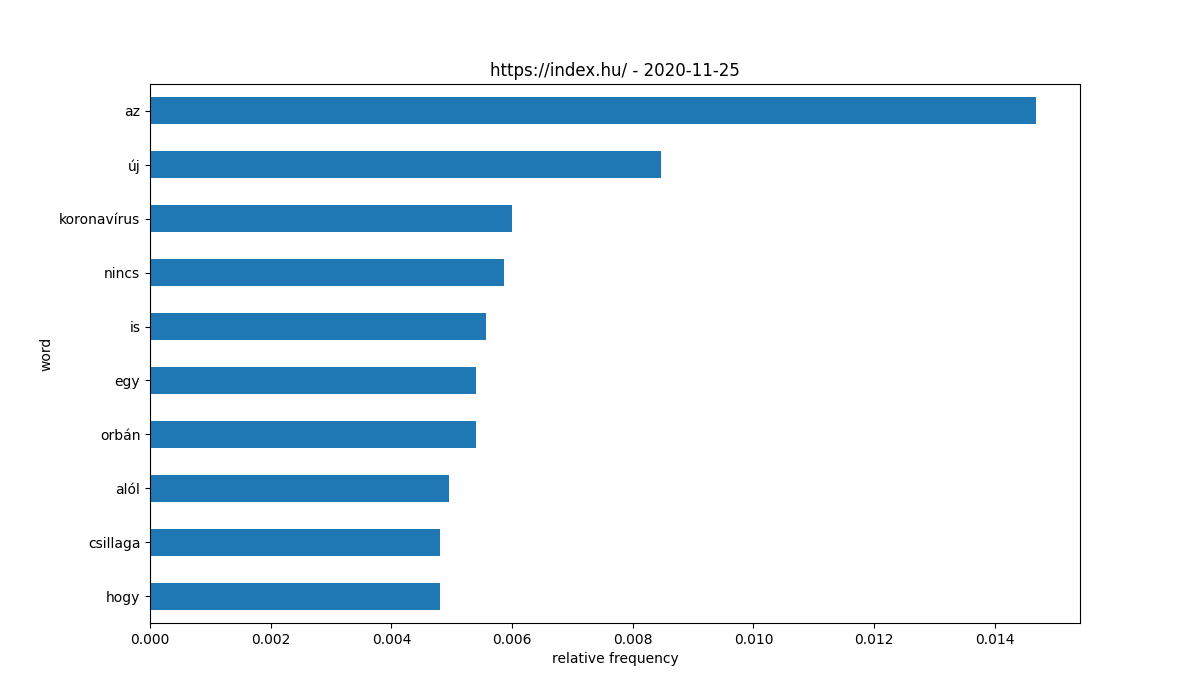 https://index.hu/ - 2020-11-25
az
új
koronavírus
nincs
is
egy
orbán
alól
csillaga
hogy
word
0.000 0.002 0.004 0.006 0.008 0.010 0.012 0.014
relative frequency